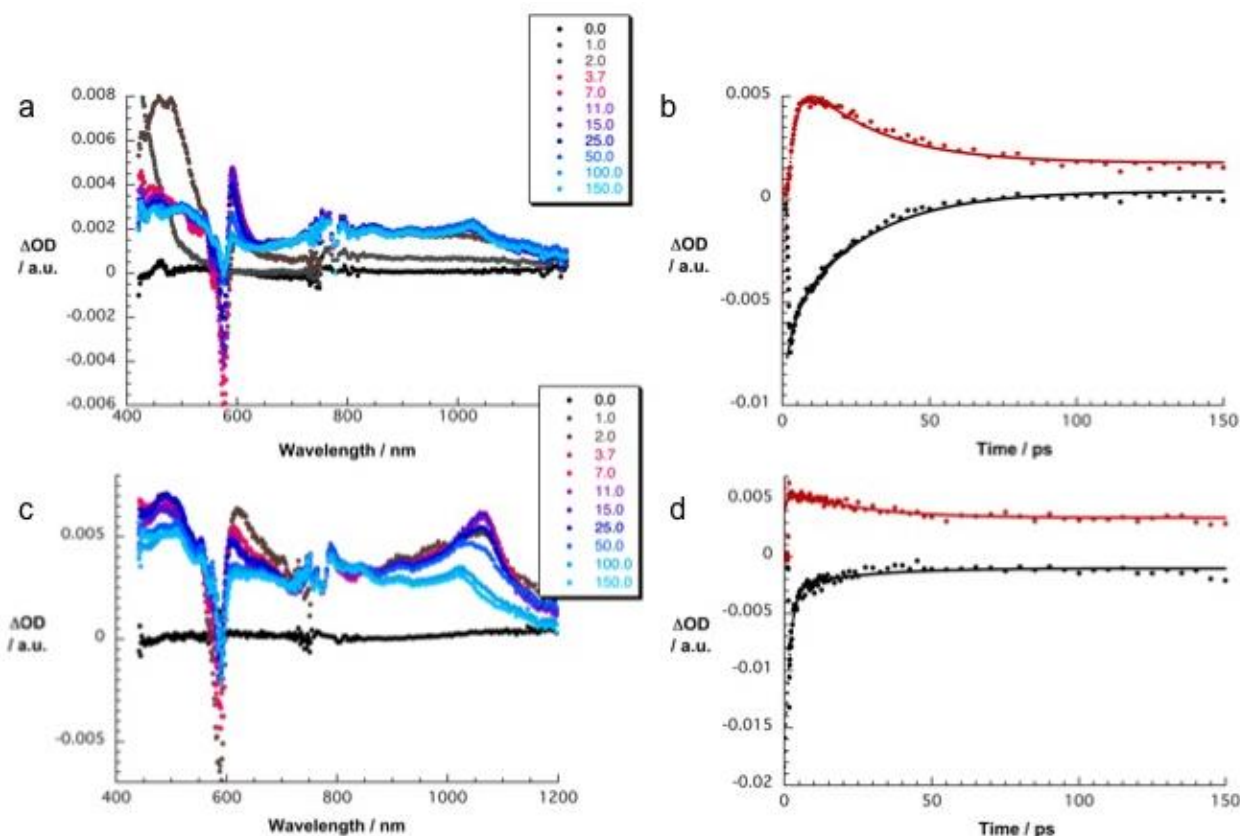 0.0
1.0
2.0
3.7
7.0
11.0
15.0
25.0
50.0
100.0
150.0
a
0.008
0.006
0.004
0.002
0
-0.002
-0.004
-0.006
ΔOD
/ a.u.
400 600 800 1000
Wavelength / nm
b
0.005
0
-0.005
-0.01
ΔOD
/ a.u.
0 50 100 150
Time / ps
0.0
1.0
2.0
3.7
7.0
11.0
15.0
25.0
50.0
100.0
150.0
c
0.005
0
-0.005
ΔOD
/ a.u.
400 600 800 1000 1200
Wavelength / nm
d
0.005
0
-0.005
-0.01
-0.015
-0.02
ΔOD
/ a.u.
0 50 100 150
Time / ps